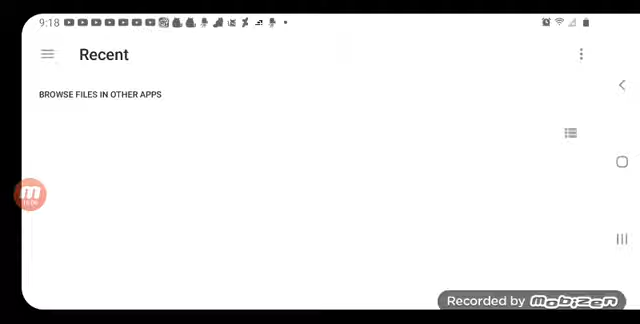 9:18
Recent
BROWSE FILES IN OTHER APPS
Recorded by MOBIZEN